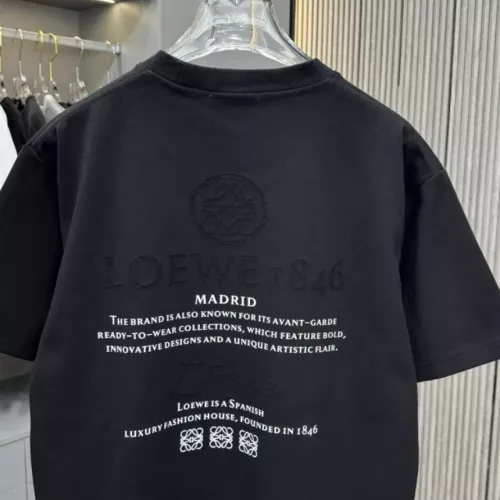 LOEWE 1846
MADRID
THE BRAND IS ALSO KNOWN FOR ITS AVANT-GARDE
READY-TO-WEAR COLLECTIONS, WHICH FEATURE BOLD,
INNOVATIVE DESIGNS AND A UNIQUE ARTISTIC FLAIR.
LOEWE IS A SPANISH
LUXURY FASHION HOUSE, FOUNDED IN 1846